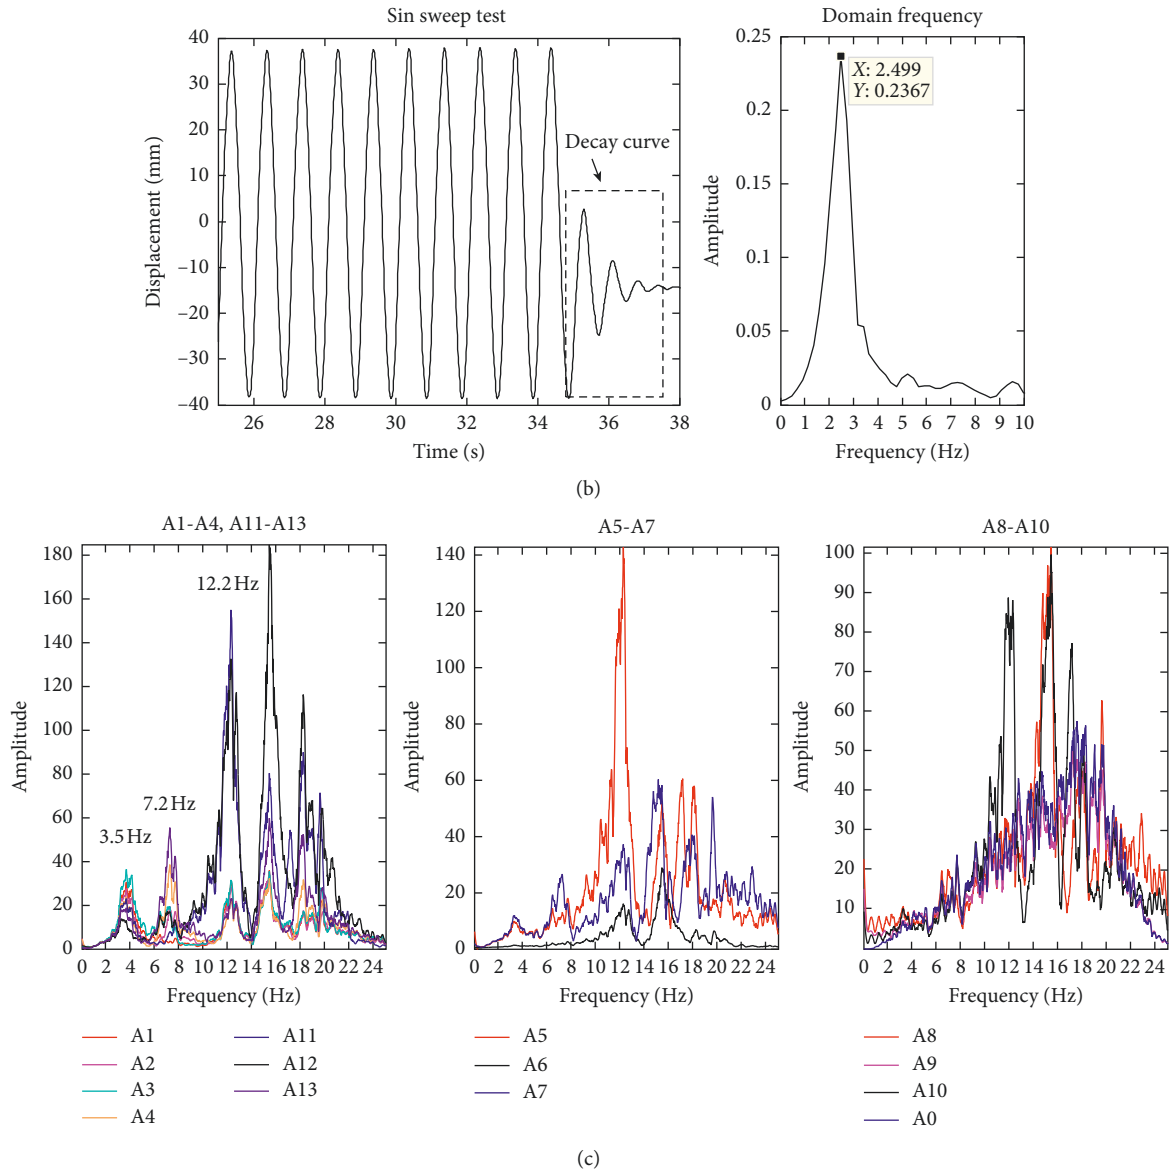 Sin sweep test
40
30
20
10
0
−10
−20
−30
−40
Displacement (mm)
26 28 30 32 34 36 38
Time (s)
Decay curve
Domain frequency
0.25
0.2
0.15
0.1
0.05
0
Amplitude
X: 2.499
Y: 0.2367
0 1 2 3 4 5 6 7 8 9 10
Frequency (Hz)
(b)
A1-A4, A11-A13
180
160
140
120
100
80
60
40
20
0
Amplitude
3.5 Hz
7.2 Hz
12.2 Hz
0 2 4 6 8 10 12 14 16 18 20 22 24
Frequency (Hz)
A1
A2
A3
A4
A11
A12
A13
A5-A7
140
120
100
80
60
40
20
0
Amplitude
0 2 4 6 8 10 12 14 16 18 20 22 24
Frequency (Hz)
A5
A6
A7
A8-A10
100
90
80
70
60
50
40
30
20
10
0
Amplitude
0 2 4 6 8 10 12 14 16 18 20 22 24
Frequency (Hz)
A8
A9
A10
A0
(c)